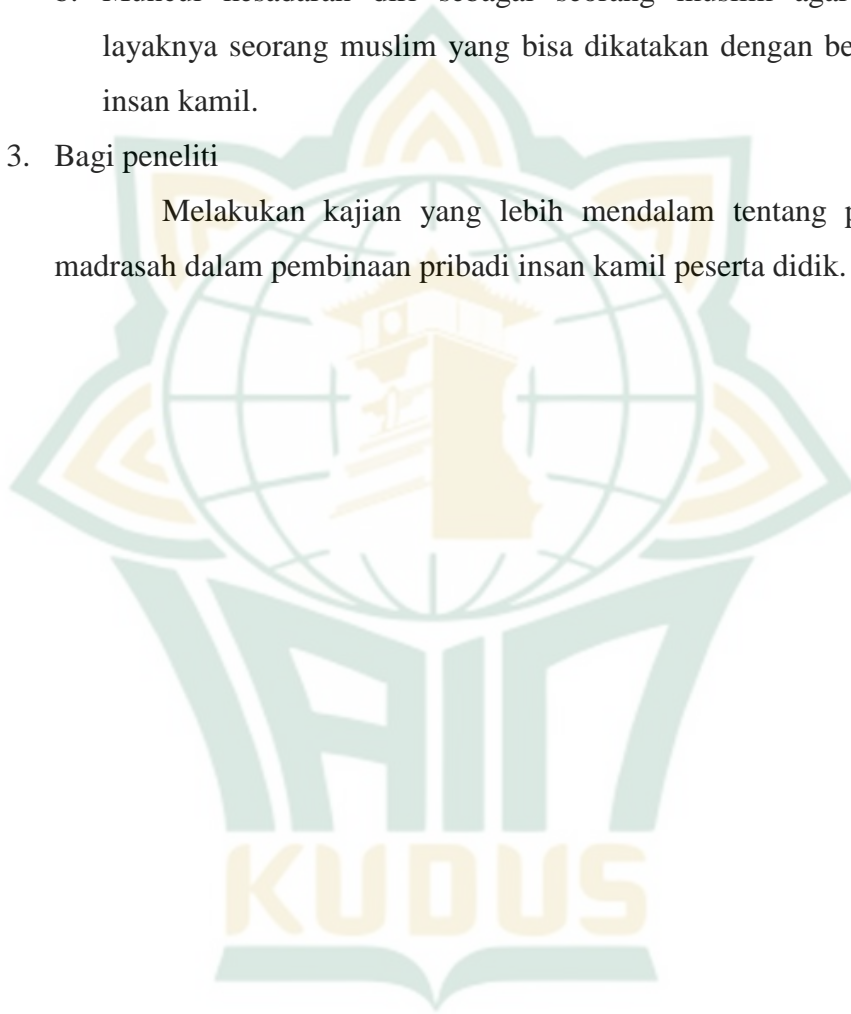 layaknya seorang muslim yang bisa dikatakan dengan
insan kamil.
3. Bagi peneliti
Melakukan kajian yang lebih mendalam tentang
madrasah dalam pembinaan pribadi insan kamil peserta didik.
IAIN
KUDUS